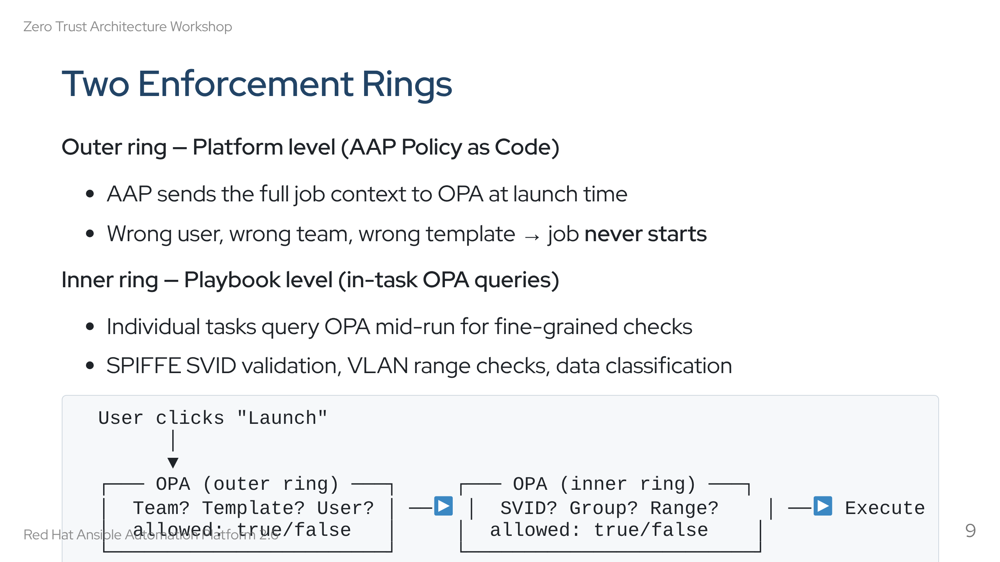 Zero Trust Architecture Workshop
Two Enforcement Rings
Outer ring — Platform level (AAP Policy as Code)
• AAP sends the full job context to OPA at launch time
• Wrong user, wrong team, wrong template → job never starts
Inner ring — Playbook level (in-task OPA queries)
• Individual tasks query OPA mid-run for fine-grained checks
• SPIFFE SVID validation, VLAN range checks, data classification
User clicks "Launch"
OPA (outer ring) OPA (inner ring)
Team? Template? User? SVID? Group? Range? Execute
allowed: true/false allowed: true/false
Red Hat Ansible Automation Platform 2.6
9